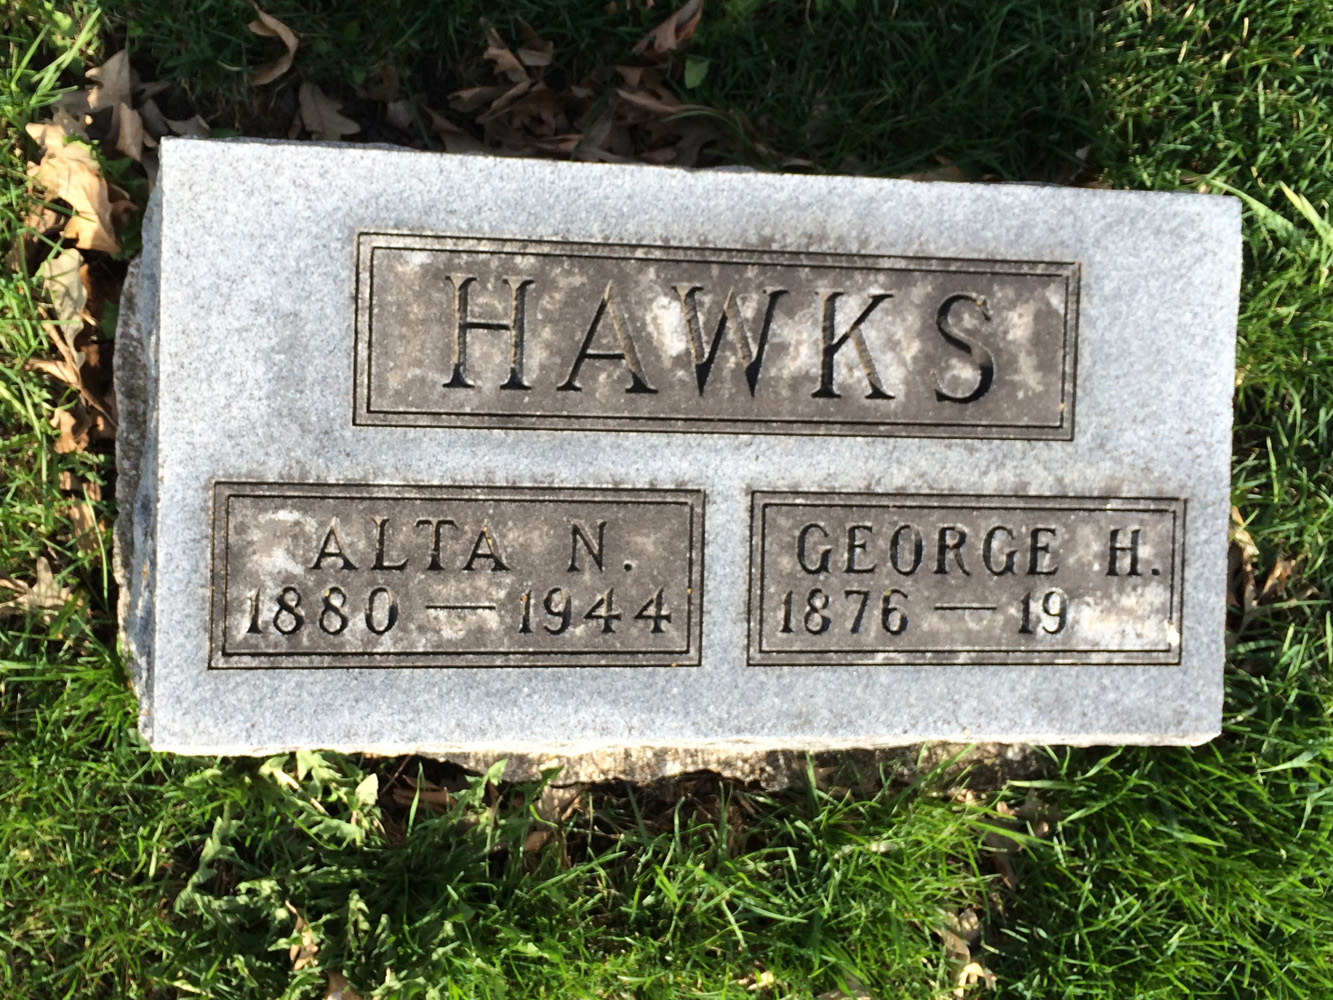 HAWKS
ALTA N.
1880 — 1944
GEORGE H.
1876 — 19